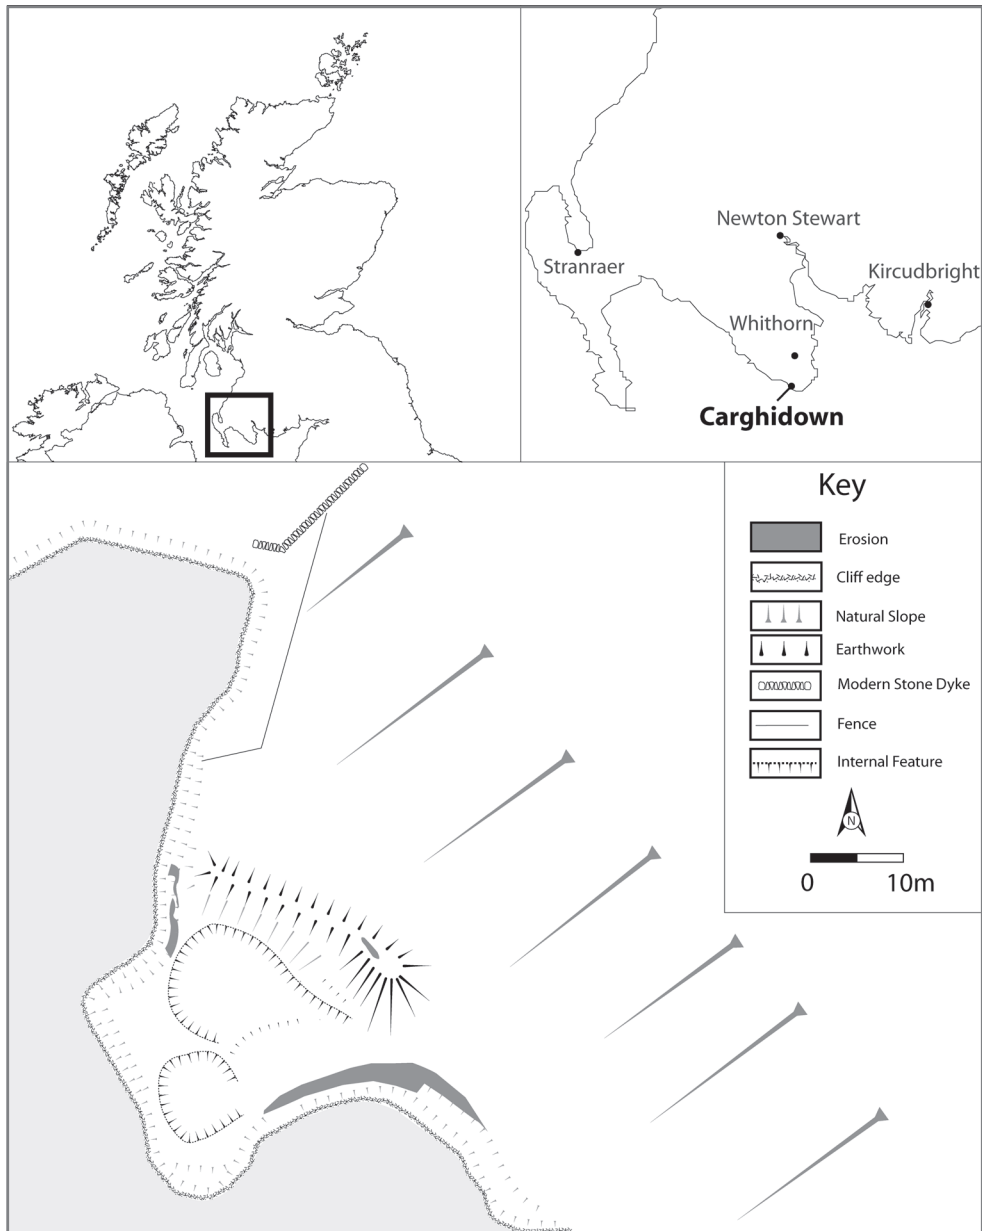 Newton Stewart
Stranraer
Kircudbright
Whithorn
Carghidown
Key
Erosion
Cliff edge
Natural Slope
Earthwork
Modern Stone Dyke
Fence
Internal Feature
N
0 10m